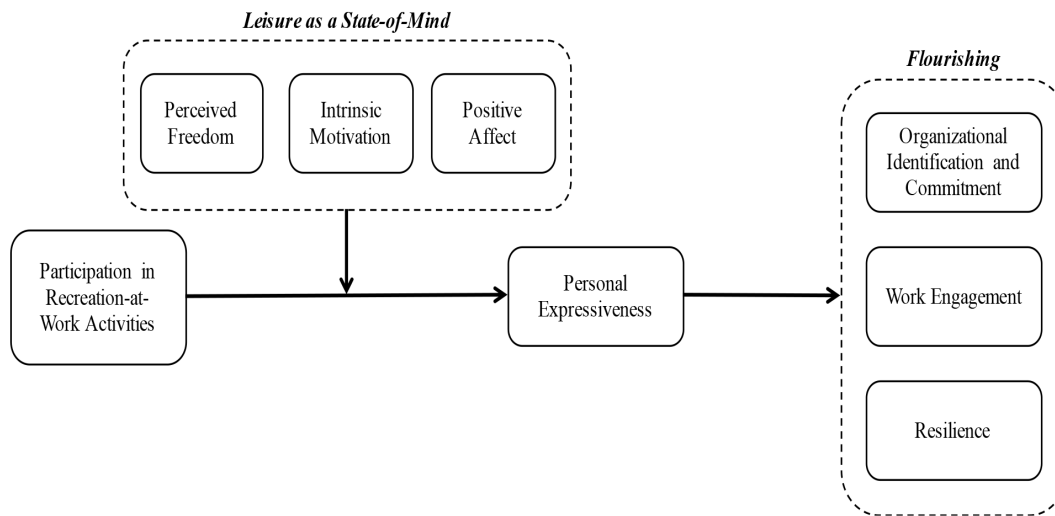 Leisure as a State-of-Mind
Perceived
Freedom
Intrinsic
Motivation
Positive
Affect
Flourishing
Organizational
Identification and
Commitment
Participation in
Recreation-at-
Work Activities
Personal
Expressiveness
Work Engagement
Resilience